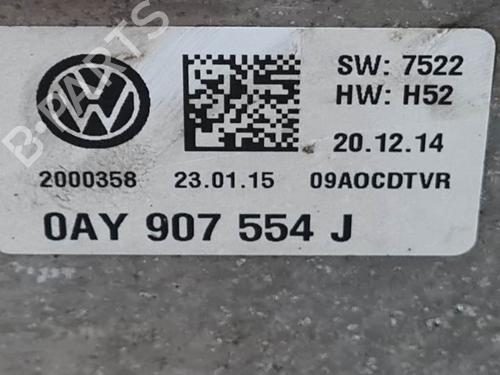 SW: 7522
HW: H52
20.12.14
2000358 23.01.15 09AOCDTVR
0AY 907 554 J
B-PARTS